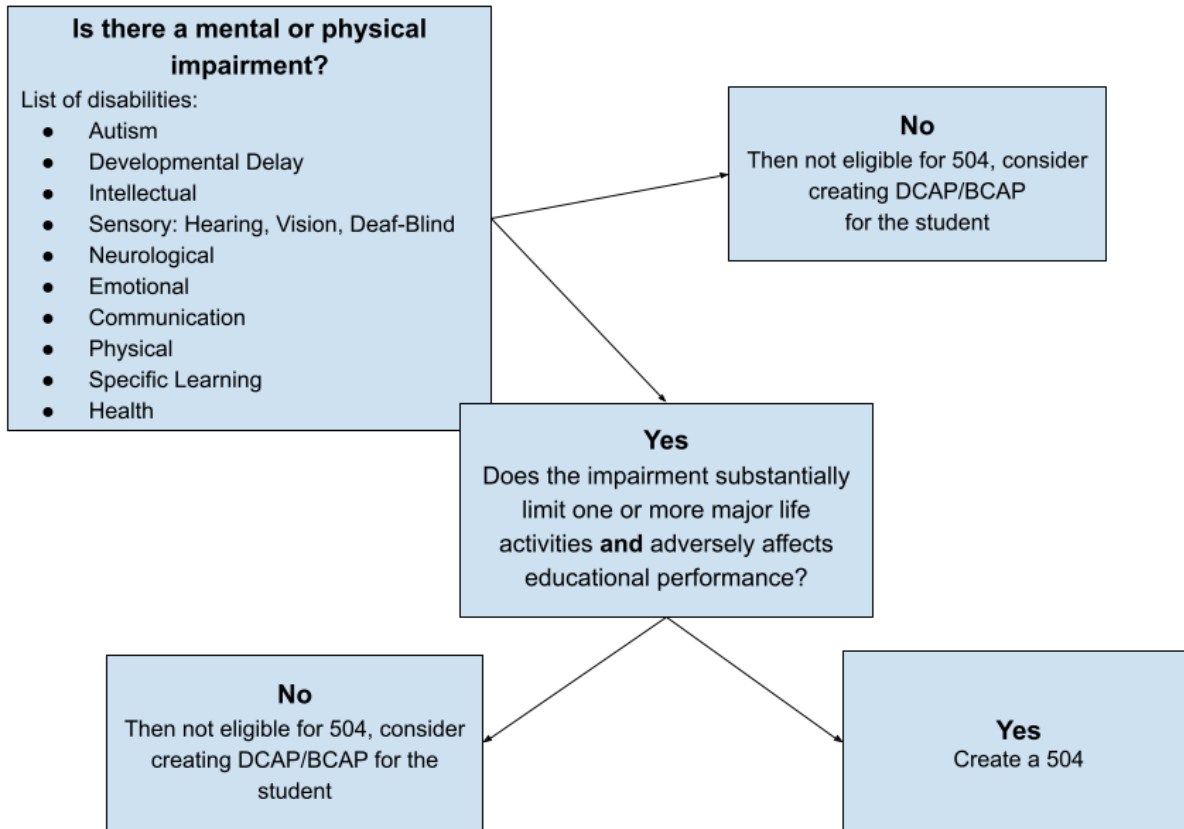 Is there a mental or physical
impairment?
List of disabilities:
● Autism
● Developmental Delay
● Intellectual
● Sensory: Hearing, Vision, Deaf-Blind
● Neurological
● Emotional
● Communication
● Physical
● Specific Learning
● Health
No
Then not eligible for 504, consider
creating DCAP/BCAP
for the student
Yes
Does the impairment substantially
limit one or more major life
activities and adversely affects
educational performance?
No
Then not eligible for 504, consider
creating DCAP/BCAP for the
student
Yes
Create a 504